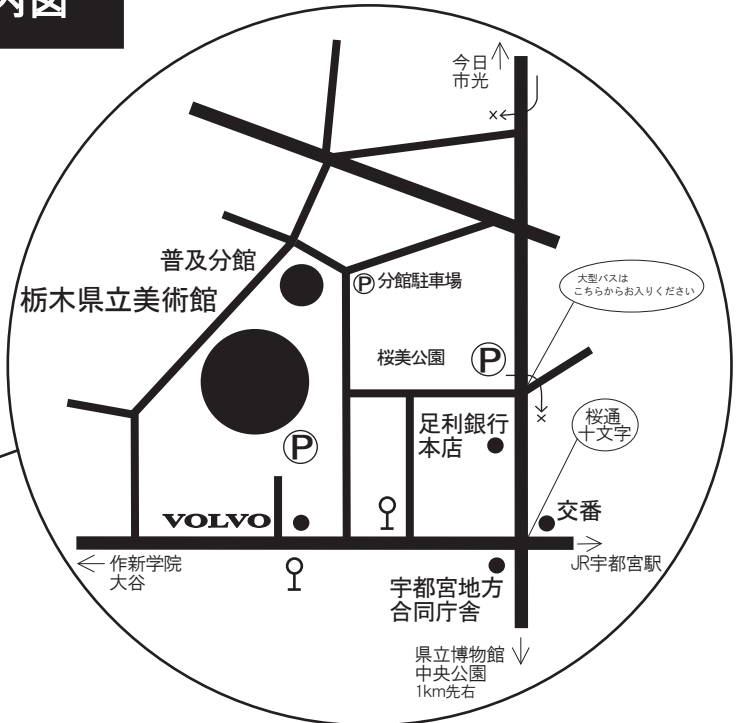 内図
今日
市光
×
普及分館
栃木県立美術館
P 分館駐車場
大型バスは
こちらからお入りください
桜美公園
P
×
足利銀行
本店
桜通
十文字
P
VOLVO
交番
作新学院
大谷
JR宇都宮駅
宇都宮地方
合同庁舎
県立博物館
中央公園
1km先右